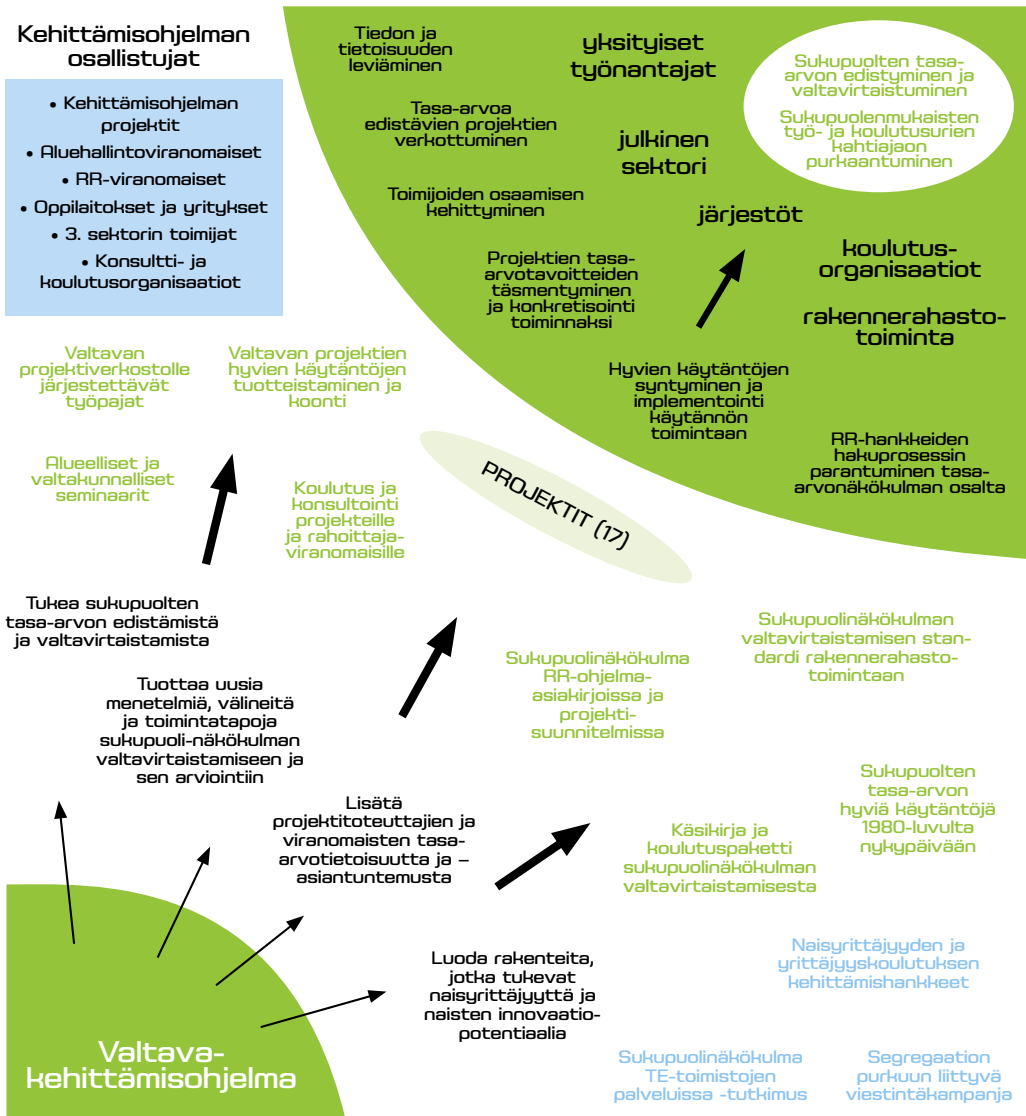 Kehittämisohjelman
osallistujat
• Kehittämisohjelman
projektit
• Aluehallintoviranomaiset
• RR-viranomaiset
• Oppilaitokset ja yritykset
• 3. sektorin toimijat
• Konsultti- ja
koulutusorganisaatiot
Tiedon ja
tietoisuuden
leviäminen
Tasa-arvoa
edistävien projektien
verkottuminen
Toimijoiden osaamisen
kehittyminen
Projektien tasa-
arvotavoitteiden
täsmentyminen
ja konkretisointi
toiminnaksi
Hyvien käytäntöjen
syntyminen ja
implementointi
käytännön
toimintaan
RR-hankkeiden
hakuprosessin
parantuminen tasa-
arvonäkökulman osalta
yksityiset
työnantajat
julkinen
sektori
järjestöt
koulutus-
organisaatiot
rakennerahasto-
toiminta
Sukupuolten tasa-
arvon edistyminen ja
valtavirtaistuminen
Sukupuolenmukaisten
työ- ja koulutusurien
kahtiajaon
purkaantuminen
Valtavan
projektiverkostolle
järjestettävät
työpajat
Valtavan projektien
hyvien käytäntöjen
tuotteistaminen ja
koonti
Alueelliset ja
valtakunnalliset
seminaarit
Koulutus ja
konsultointi
projekteille
ja rahoittaja-
viranomaisille
PROJEKTIT (17)
Tukea sukupuolten
tasa-arvon edistämistä
ja valtavirtaistamista
Tuottaa uusia
menetelmiä, välineitä
ja toimintatapoja
sukupuoli-näkökulman
valtavirtaistamiseen ja
sen arviointiin
Lisätä
projektitoteuttajien ja
viranomaisten tasa-
arvotietoisuutta ja –
asiantuntemusta
Luoda rakenteita,
jotka tukevat
naisyrittäjyyttä ja
naisten innovaatio-
potentiaalia
Sukupuolinäkökulma
RR-ohjelma-
asiakirjoissa ja
projekti-
suunnitelmissa
Sukupuolinäkökulman
valtavirtaistamisen stan-
dardi rakennerahasto-
toimintaan
Käsikirja ja
koulutuspaketti
sukupuolinäkökulman
valtavirtaistamisesta
Sukupuolten
tasa-arvon
hyviä käytäntöjä
1980-luvulta
nykypäivään
Naisyrittäjyyden ja
yrittäjyyskoulutuksen
kehittämishankkeet
Sukupuolinäkökulma
TE-toimistojen
palveluissa -tutkimus
Segregaation
purkuun liittyvä
viestintäkampanja
Valtava-
kehittämisohjelma